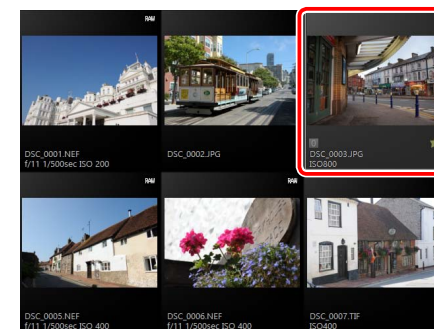 RAW
DSC_0001.NEF
f/11 1/500sec ISO 200
DSC_0002.JPG
DSC_0003.JPG
ISO800
RAW
DSC_0005.NEF
f/11 1/500sec ISO 400
RAW
DSC_0006.NEF
f/11 1/500sec ISO 400
DSC_0007.TIF
ISO400